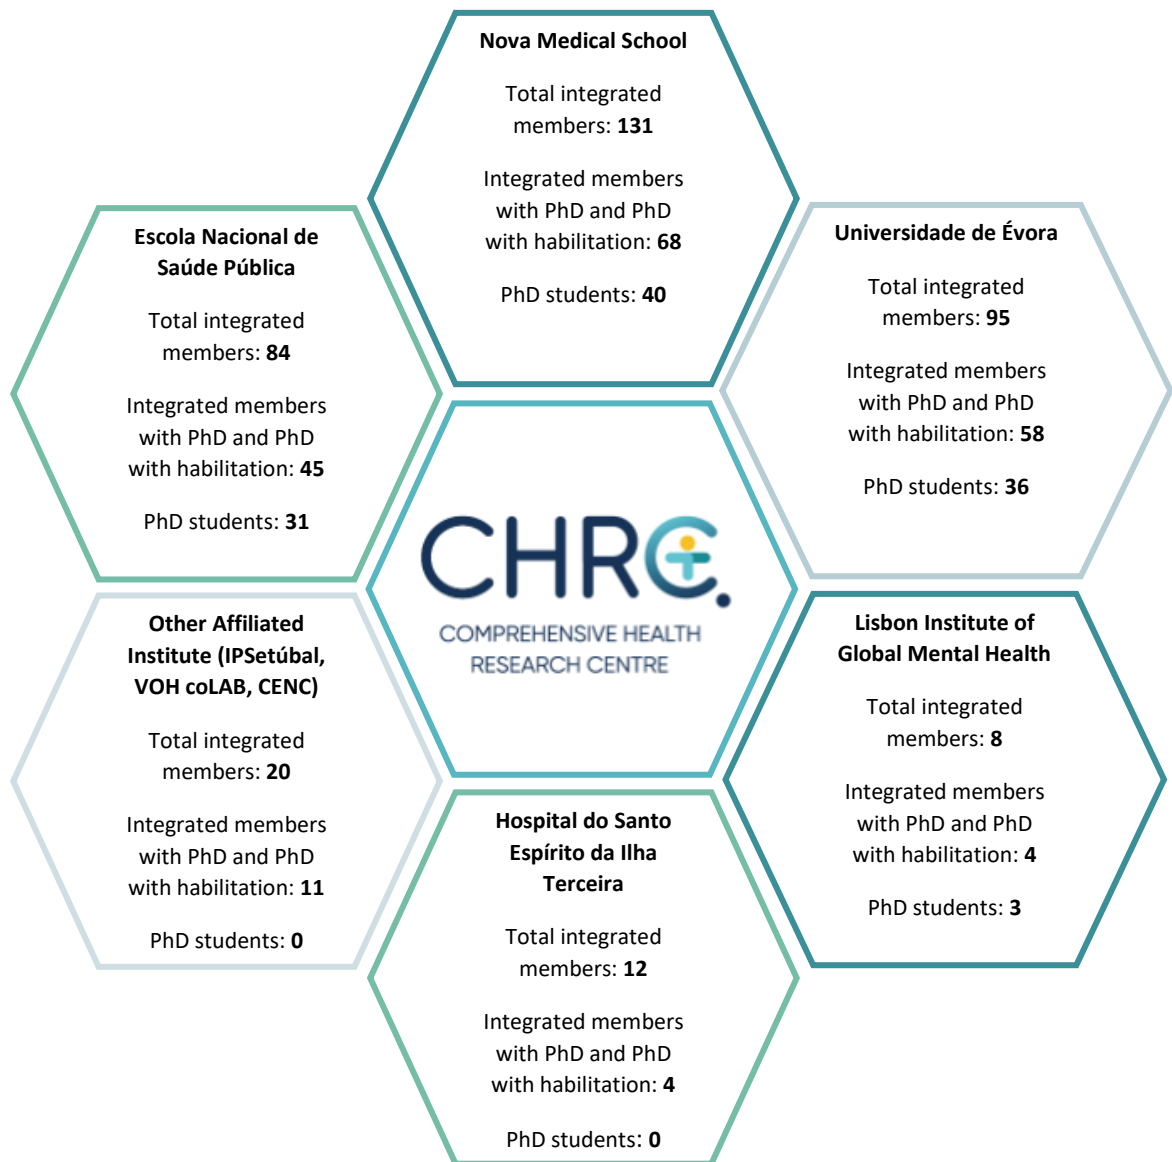 Nova Medical School
Total integrated
members: 131
Integrated members
with PhD and PhD
with habilitation: 68
PhD students: 40
Escola Nacional de
Saúde Pública
Total integrated
members: 84
Integrated members
with PhD and PhD
with habilitation: 45
PhD students: 31
Universidade de Évora
Total integrated
members: 95
Integrated members
with PhD and PhD
with habilitation: 58
PhD students: 36
CHRC.
COMPREHENSIVE HEALTH
RESEARCH CENTRE
Other Affiliated
Institute (IPSetúbal,
VOH coLAB, CENC)
Total integrated
members: 20
Integrated members
with PhD and PhD
with habilitation: 11
PhD students: 0
Lisbon Institute of
Global Mental Health
Total integrated
members: 8
Integrated members
with PhD and PhD
with habilitation: 4
PhD students: 3
Hospital do Santo
Espírito da Ilha
Terceira
Total integrated
members: 12
Integrated members
with PhD and PhD
with habilitation: 4
PhD students: 0